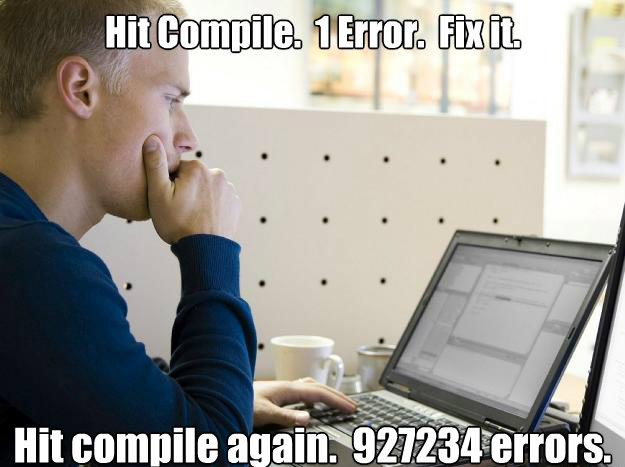 Hit Compile.  1 Error.  Fix it.
Hit compile again.  927234 errors.